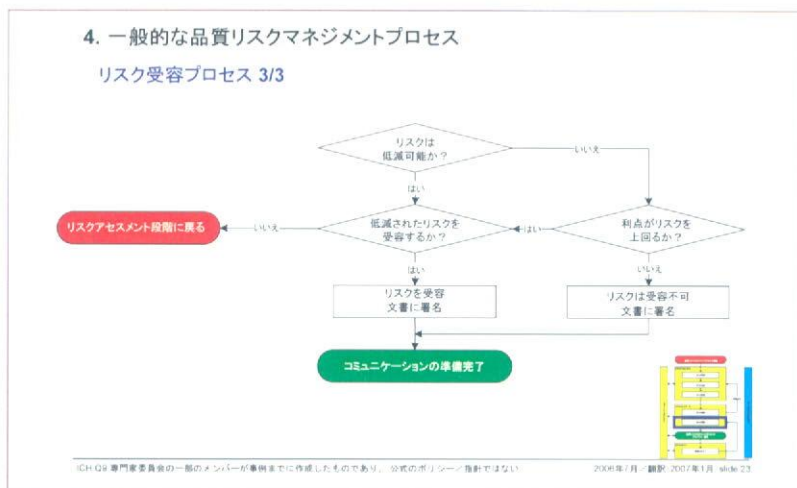 4. 一般的な品質リスクマネジメントプロセス
リスク受容プロセス 3/3
リスクは
低減可能か？
いいえ
はい
リスクアセスメント段階に戻る
いいえ
低減されたリスクを
受容するか？
はい
利点がリスクを
上回るか？
はい
いいえ
リスクを受容
文書に署名
リスクは受容不可
文書に署名
コミュニケーションの準備完了
ICH Q9 専門家委員会の一部のメンバーが事例までに作成したものであり、公式のポリシー／指針ではない
2006年7月／翻訳:2007年1月 slide 23